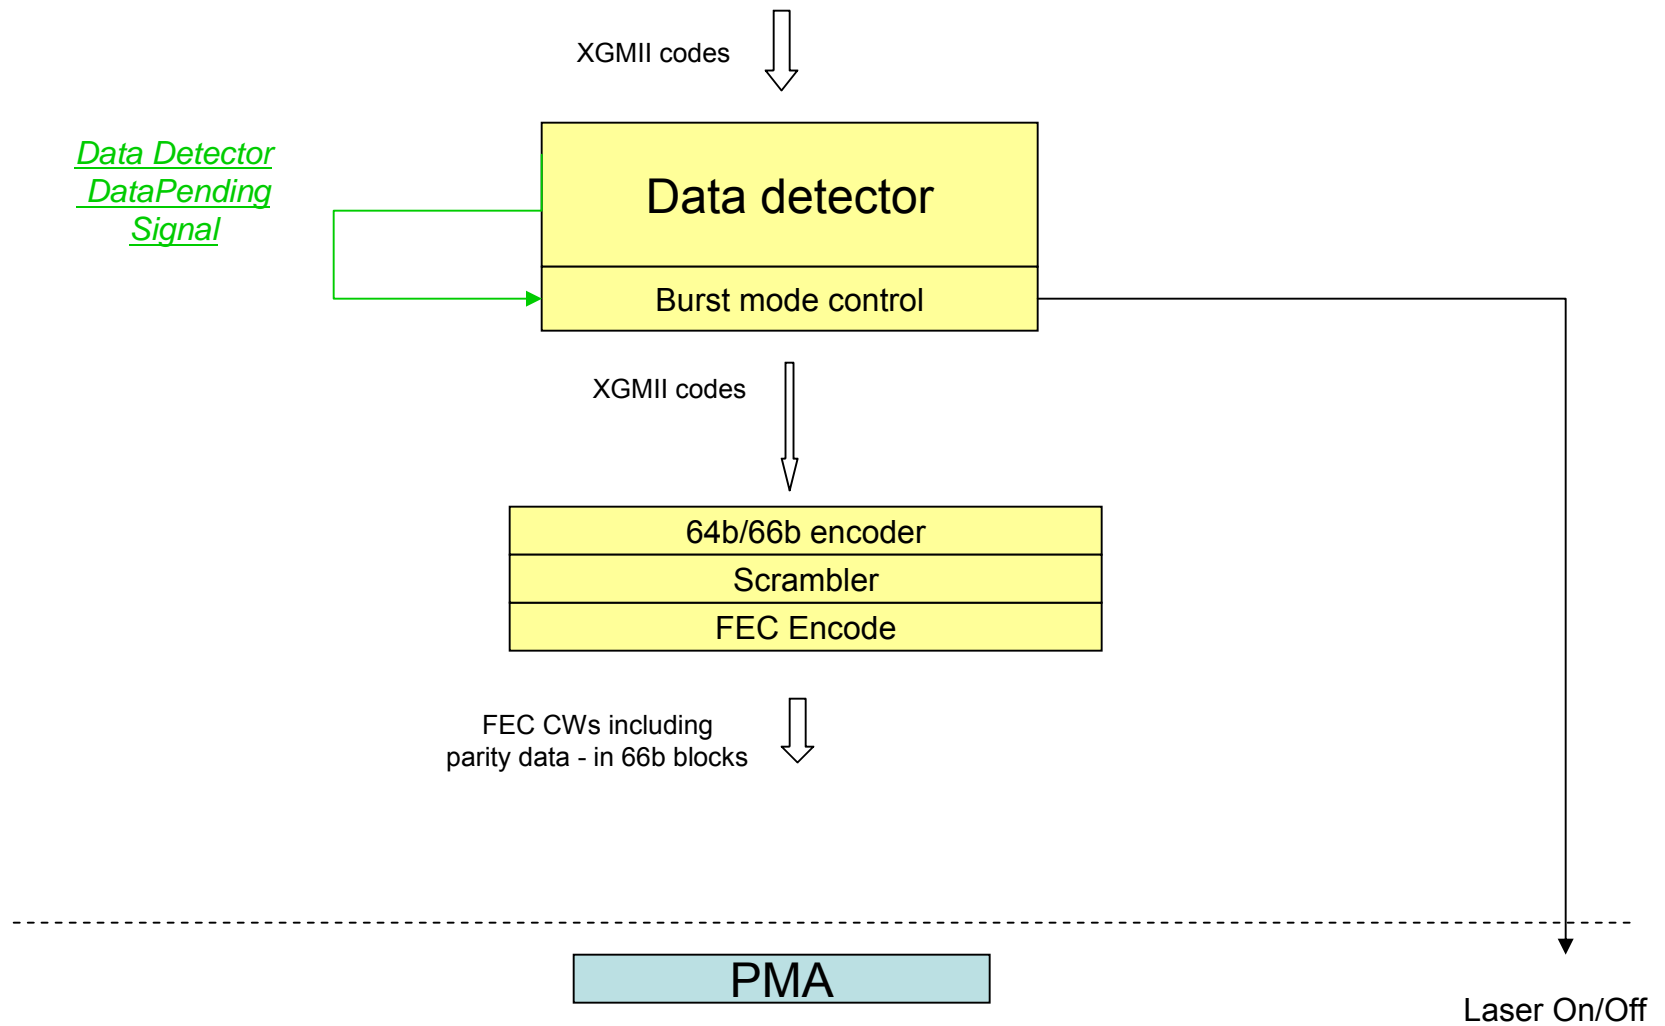 XGMII codes
Data Detector
DataPending
Signal
Data detector
Burst mode control
XGMII codes
64b/66b encoder
Scrambler
FEC Encode
FEC CWs including
parity data - in 66b blocks
PMA
Laser On/Off